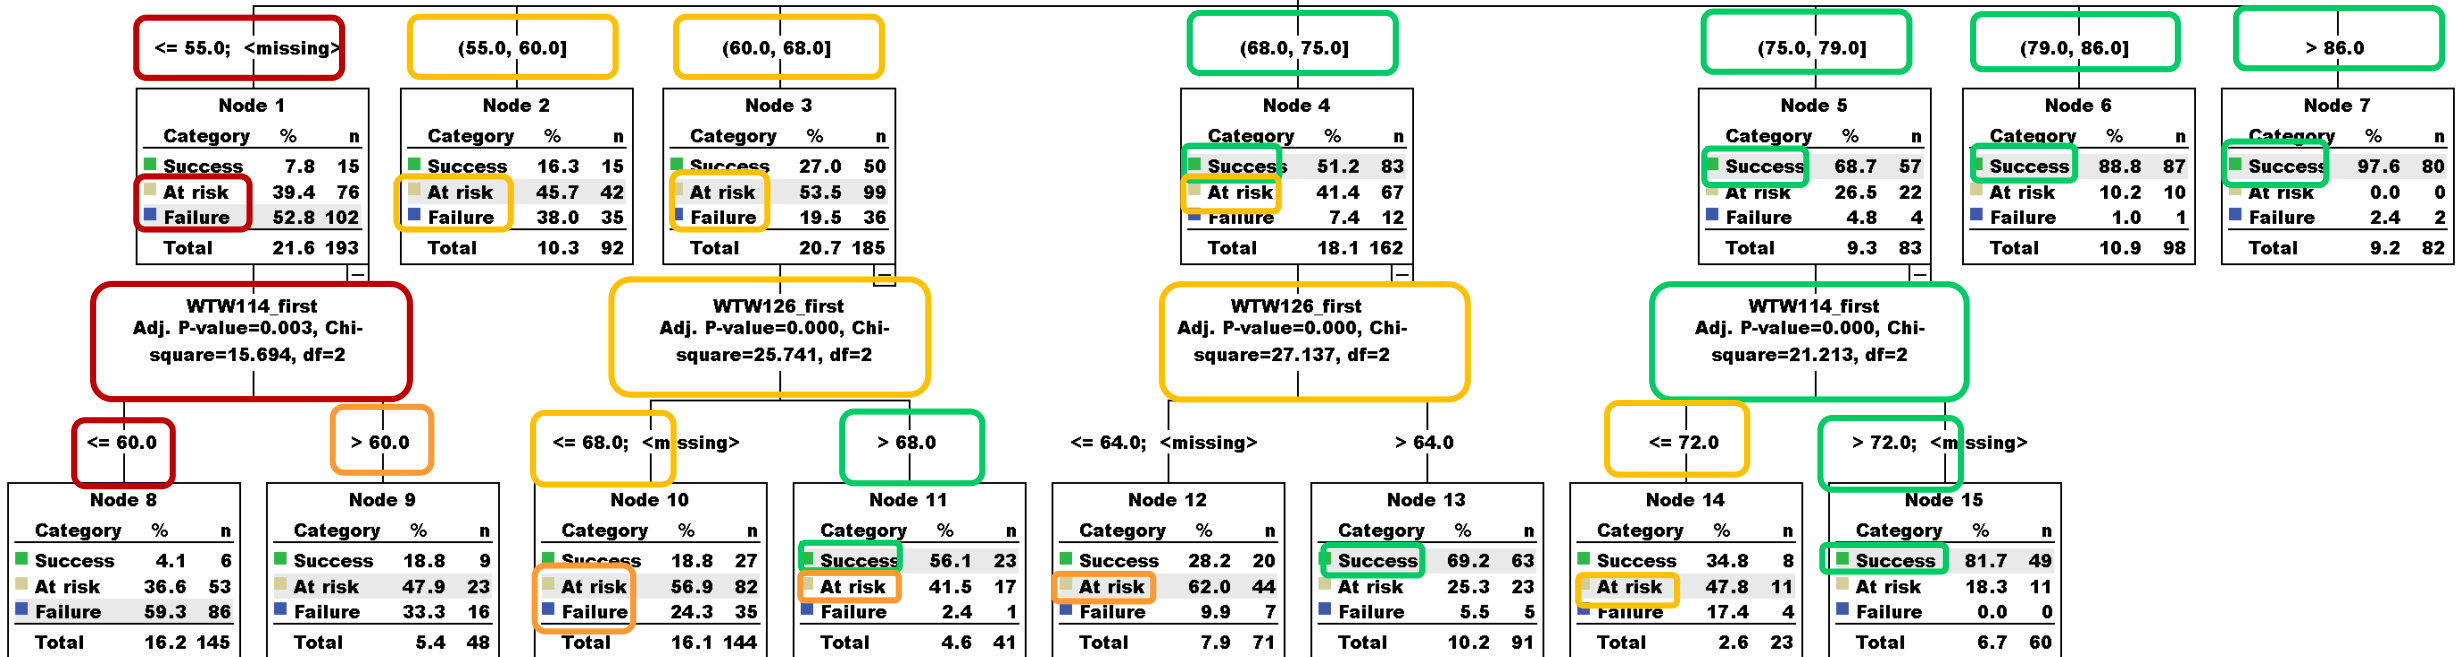 <= 55.0; <missing>
(55.0, 60.0]
(60.0, 68.0]
(68.0, 75.0]
(75.0, 79.0]
(79.0, 86.0]
> 86.0
Node 1
Category % n
Success 7.8 15
At risk 39.4 76
Failure 52.8 102
Total 21.6 193
Node 2
Category % n
Success 16.3 15
At risk 45.7 42
Failure 38.0 35
Total 10.3 92
Node 3
Category % n
Success 27.0 50
At risk 53.5 99
Failure 19.5 36
Total 20.7 185
Node 4
Category % n
Success 51.2 83
At risk 41.4 67
Failure 7.4 12
Total 18.1 162
Node 5
Category % n
Success 68.7 57
At risk 26.5 22
Failure 4.8 4
Total 9.3 83
Node 6
Category % n
Success 88.8 87
At risk 10.2 10
Failure 1.0 1
Total 10.9 98
Node 7
Category % n
Success 97.6 80
At risk 0.0 0
Failure 2.4 2
Total 9.2 82
WTW114_first
Adj. P-value=0.003, Chi-
square=15.694, df=2
WTW126_first
Adj. P-value=0.000, Chi-
square=25.741, df=2
WTW126_first
Adj. P-value=0.000, Chi-
square=27.137, df=2
WTW114_first
Adj. P-value=0.000, Chi-
square=21.213, df=2
<= 60.0
> 60.0
<= 68.0; <missing>
> 68.0
<= 64.0; <missing>
> 64.0
<= 72.0
> 72.0; <missing>
Node 8
Category % n
Success 4.1 6
At risk 36.6 53
Failure 59.3 86
Total 16.2 145
Node 9
Category % n
Success 18.8 9
At risk 47.9 23
Failure 33.3 16
Total 5.4 48
Node 10
Category % n
Success 18.8 27
At risk 56.9 82
Failure 24.3 35
Total 16.1 144
Node 11
Category % n
Success 56.1 23
At risk 41.5 17
Failure 2.4 1
Total 4.6 41
Node 12
Category % n
Success 28.2 20
At risk 62.0 44
Failure 9.9 7
Total 7.9 71
Node 13
Category % n
Success 69.2 63
At risk 25.3 23
Failure 5.5 5
Total 10.2 91
Node 14
Category % n
Success 34.8 8
At risk 47.8 11
Failure 17.4 4
Total 2.6 23
Node 15
Category % n
Success 81.7 49
At risk 18.3 11
Failure 0.0 0
Total 6.7 60